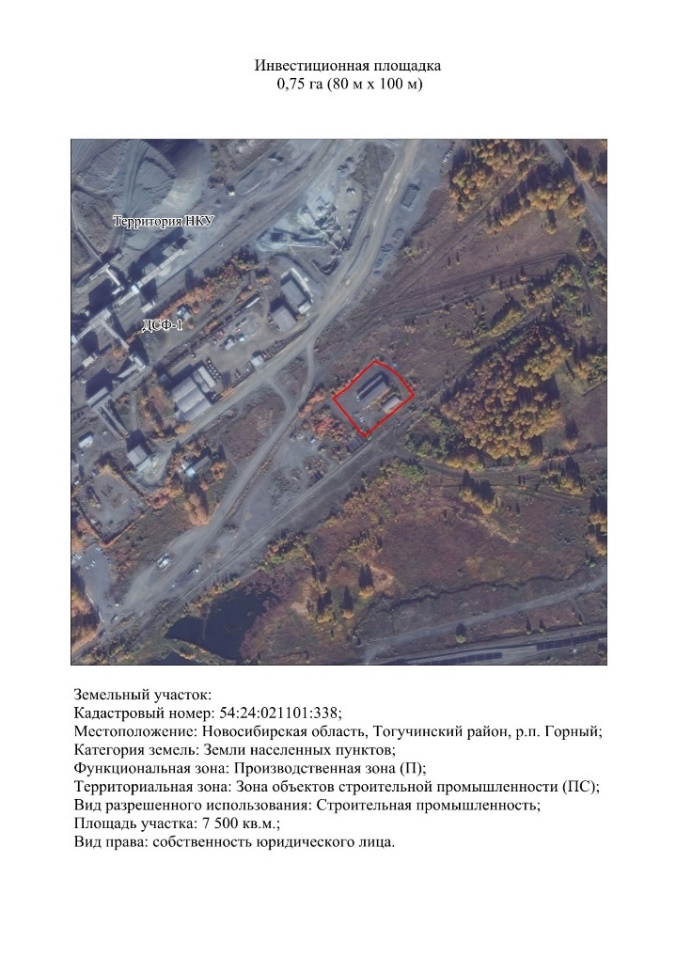 Инвестиционная площадка
0,75 га (80 м х 100 м)
Территория НКУ
ДСФ-1
Земельный участок:
Кадастровый номер: 54:24:021101:338;
Местоположение: Новосибирская область, Тогучинский район, р.п. Горный;
Категория земель: Земли населенных пунктов;
Функциональная зона: Производственная зона (П);
Территориальная зона: Зона объектов строительной промышленности (ПС);
Вид разрешенного использования: Строительная промышленность;
Площадь участка: 7 500 кв.м.;
Вид права: собственность юридического лица.